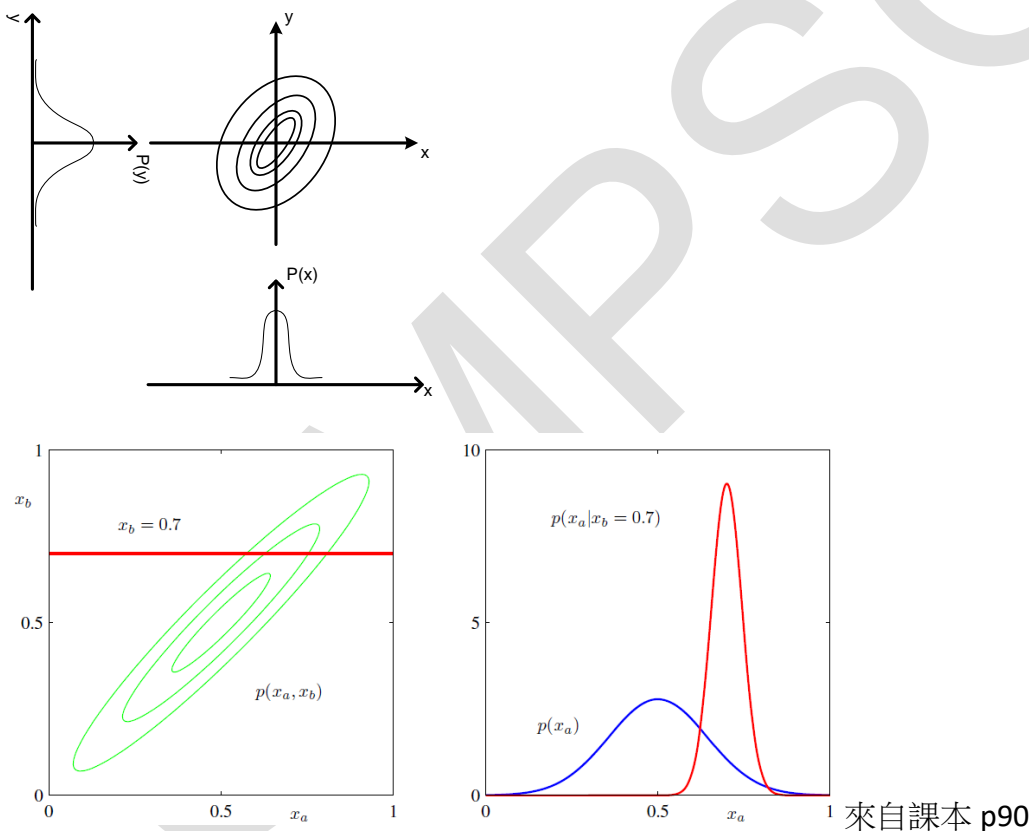 y
y
x
P(y)
P(x)
x
MPSC
1
x_b
x_b = 0.7
0.5
p(x_a, x_b)
0
0
0.5
x_a
1
10
p(x_a|x_b = 0.7)
5
p(x_a)
0
0
0.5
x_a
1
來自課本 p90